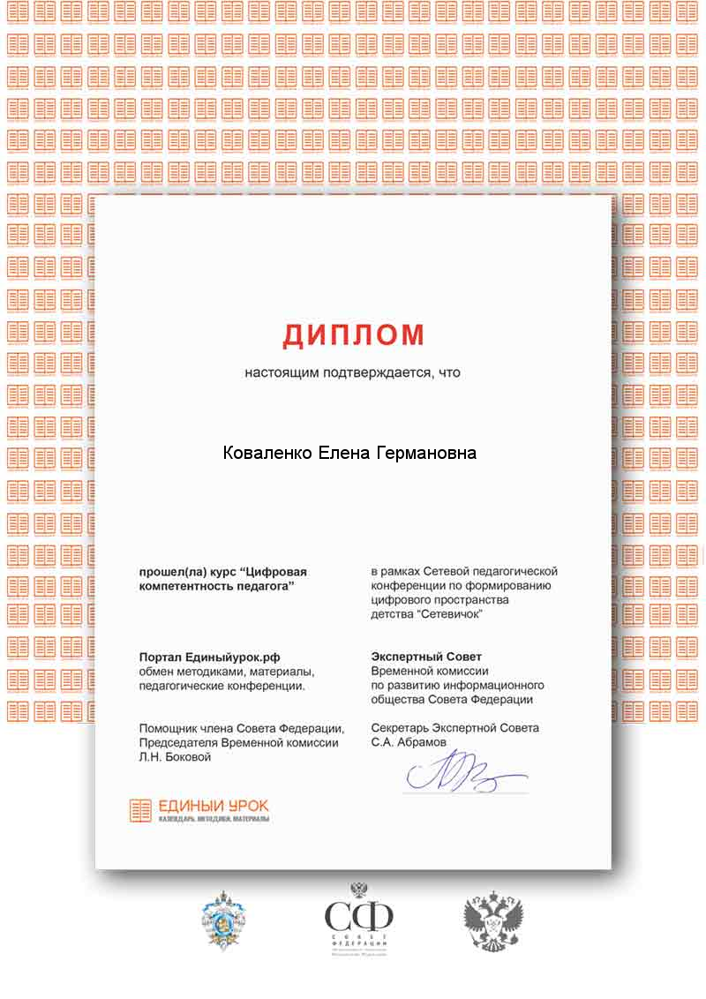 ДИПЛОМ
настоящим подтверждается, что
Коваленко Елена Германовна
прошел(ла) курс “Цифровая
компетентность педагога”
в рамках Сетевой педагогической
конференции по формированию
цифрового пространства
детства “Сетевичок”
Портал Единыйурок.рф
обмен методиками, материалы,
педагогические конференции.
Экспертный Совет
Временной комиссии
по развитию информационного
общества Совета Федерации
Помощник члена Совета Федерации,
Председателя Временной комиссии
Л.Н. Боковой
Секретарь Экспертной Совета
С.А. Абрамов
ЕДИНЫЙ УРОК
КАЛЕНДАРЬ, МЕТОДИКИ, МАТЕРИАЛЫ
СФ
СОВЕТ
ФЕДЕРАЦИИ